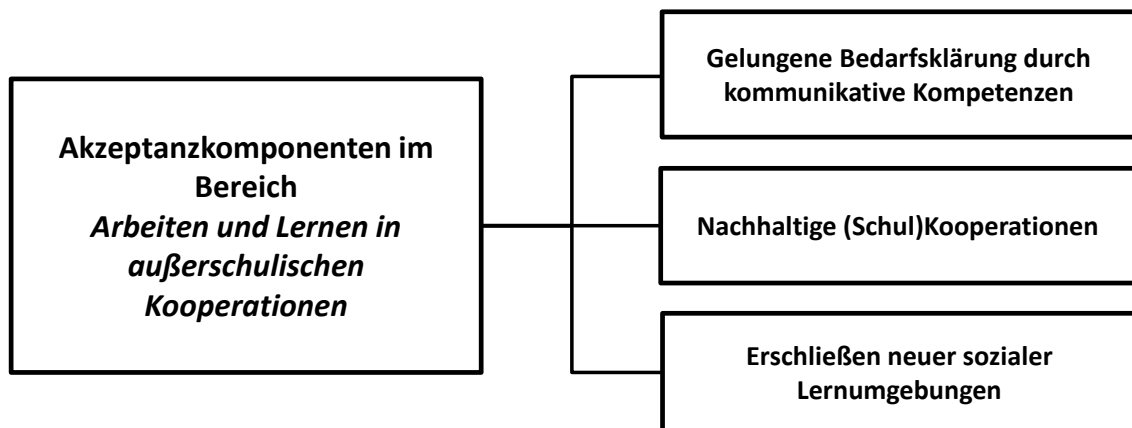 Akzeptanzkomponenten im
Bereich
Arbeiten und Lernen in
außerschulischen
Kooperationen
Gelungene Bedarfsklärung durch
kommunikative Kompetenzen
Nachhaltige (Schul)Kooperationen
Erschließen neuer sozialer
Lernumgebungen